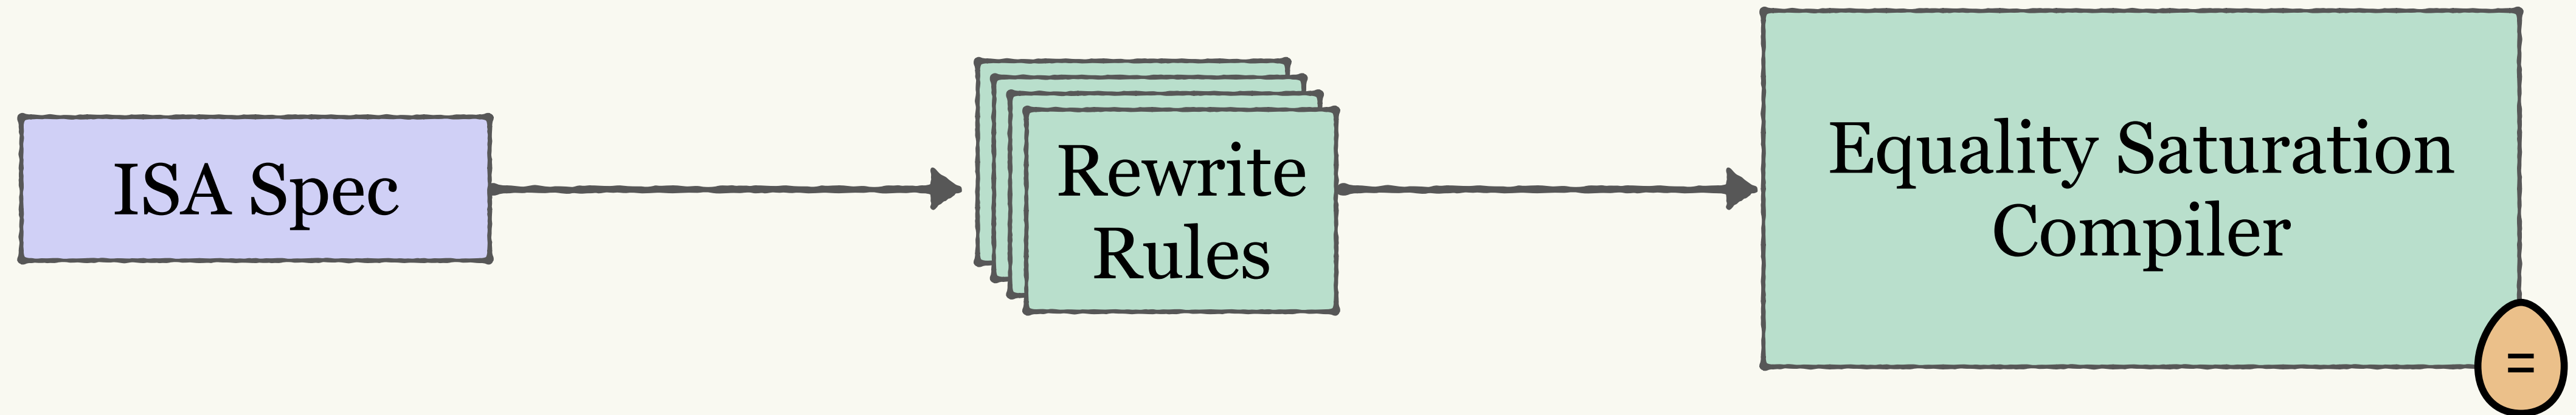 ISA Spec
Rewrite
Rules
Equality Saturation
Compiler
=